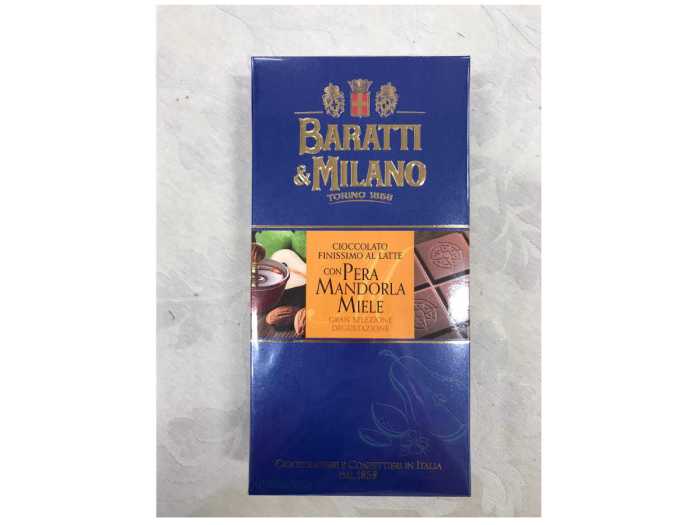 BARATTI
& MILANO
TORINO 1858
CIOCCOLATO
FINISSIMO AL LATTE
CON PERA
MANDORLA
MIELE
GRAN SELEZIONE
DEGUSTAZIONE
CIOCCOLATIERI E CONFETTIERI IN ITALIA
DAL 1858